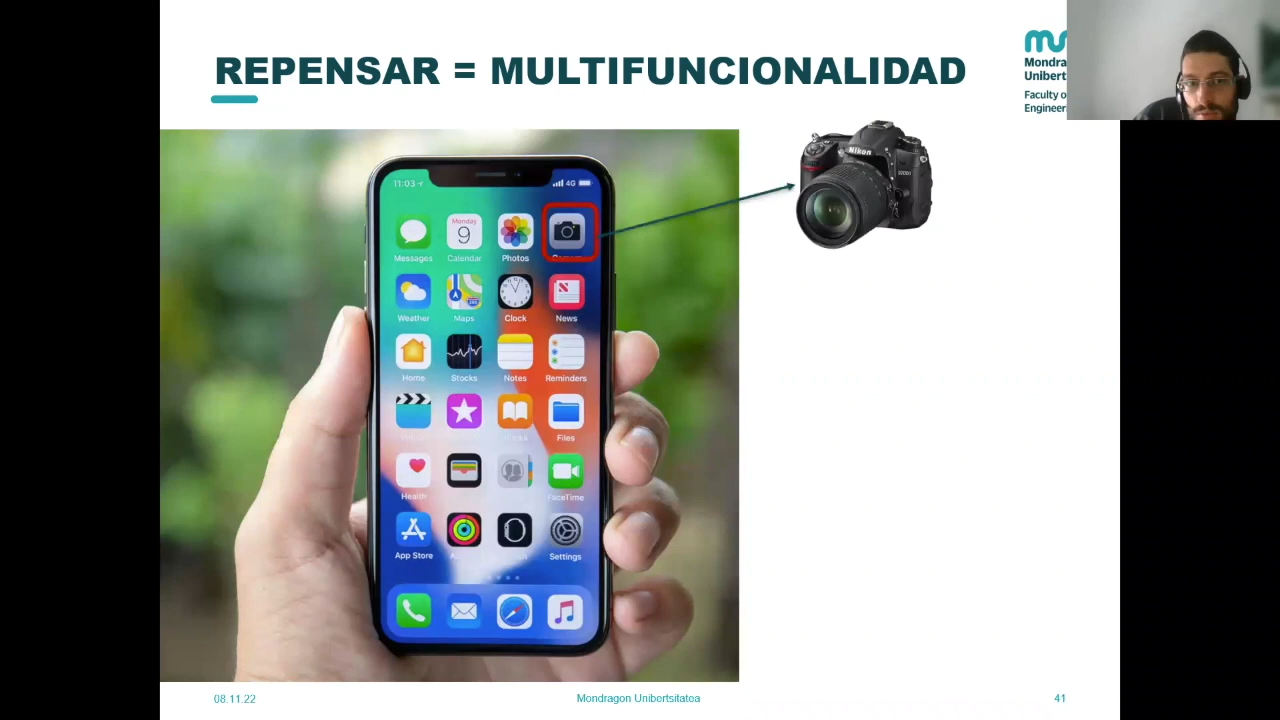 REPENSAR = MULTIFUNCIONALIDAD
Mondra
Unibert
Faculty o
Engineer
Nikon
11:03
4G
Monday
9
Messages
Calendar
Photos
Weather
Maps
Clock
News
Home
Stocks
Notes
Reminders
Files
Health
FaceTime
App Store
Settings
08.11.22
Mondragon Unibertsitatea
41